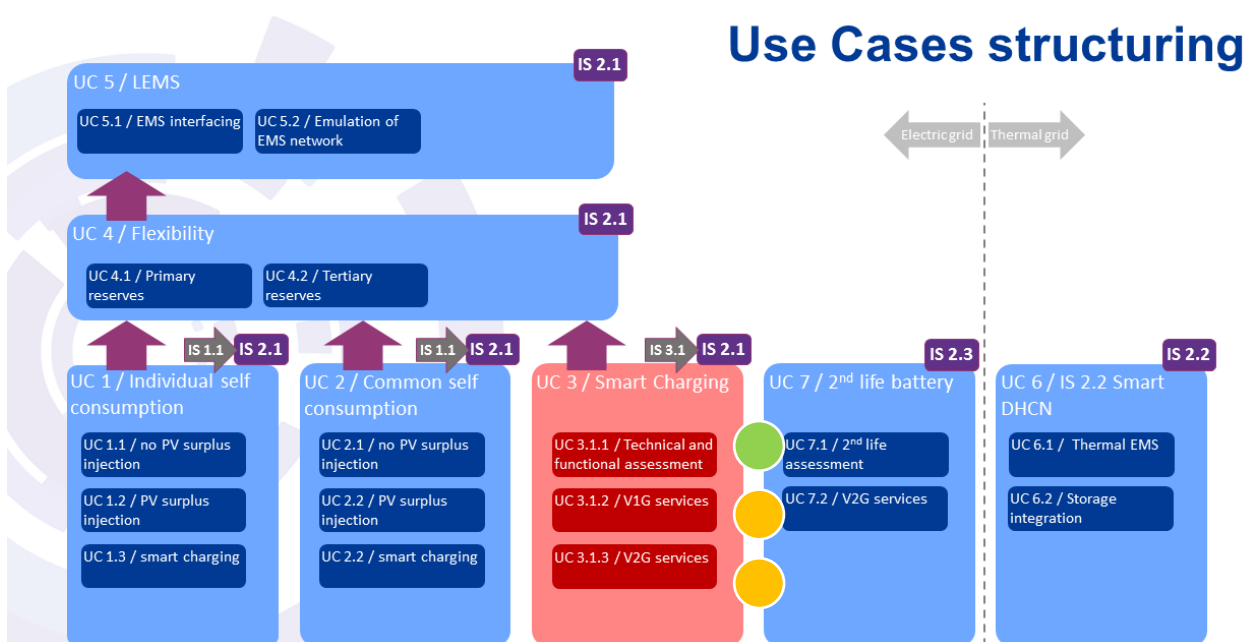 Use Cases structuring
IS 2.1
UC 5 / LEMS
UC 5.1 / EMS interfacing
UC 5.2 / Emulation of
EMS network
Electric grid
Thermal grid
IS 2.1
UC 4 / Flexibility
UC 4.1 / Primary
reserves
UC 4.2 / Tertiary
reserves
IS 1.1
IS 2.1
IS 1.1
IS 2.1
IS 3.1
IS 2.1
IS 2.3
IS 2.2
UC 1 / Individual self
consumption
UC 1.1 / no PV surplus
injection
UC 1.2 / PV surplus
injection
UC 1.3 / smart charging
UC 2 / Common self
consumption
UC 2.1 / no PV surplus
injection
UC 2.2 / PV surplus
injection
UC 2.2 / smart charging
UC 3 / Smart Charging
UC 3.1.1 / Technical and
functional assessment
UC 3.1.2 / V1G services
UC 3.1.3 / V2G services
UC 7 / 2nd life battery
UC 7.1 / 2nd life
assessment
UC 7.2 / V2G services
UC 6 / IS 2.2 Smart
DHCN
UC 6.1 / Thermal EMS
UC 6.2 / Storage
integration